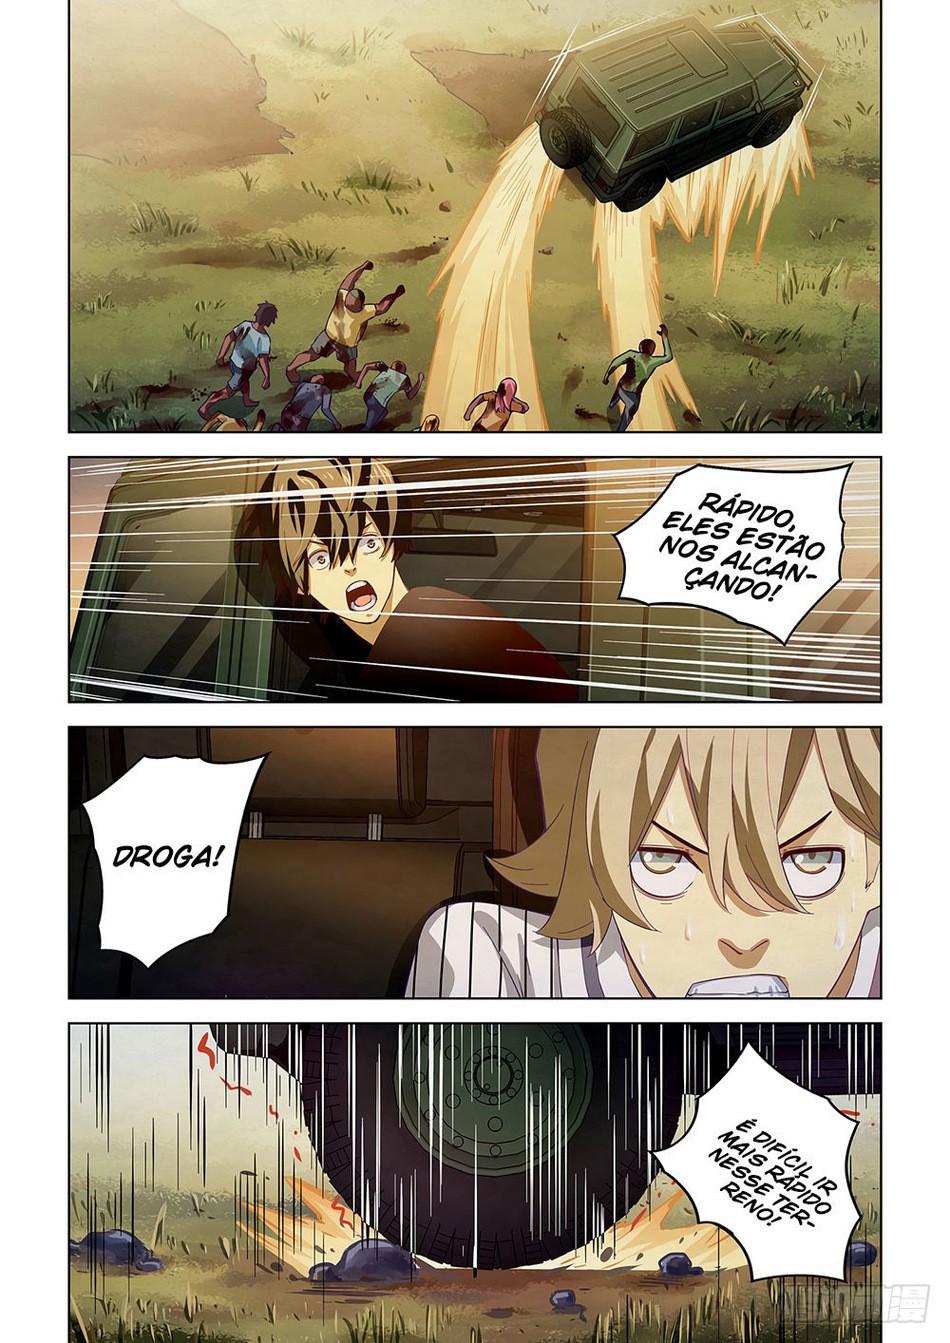 RÁPIDO,
ELES ESTÃO
NOS ALCAN-
ÇANDO!
DROGA!
É DIFÍCIL IR
MAIS RÁPIDO
NESSE TER-
RENO!